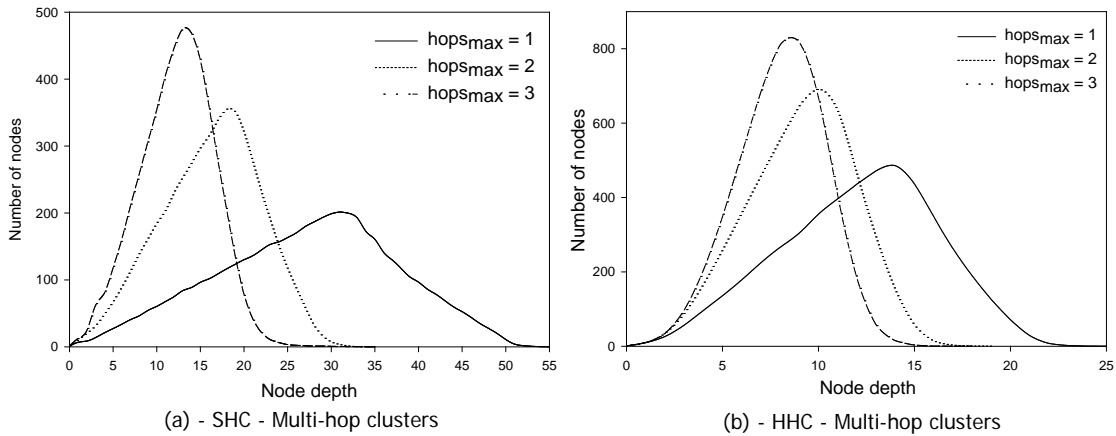 500
400
300
200
100
0
Number of nodes
0 5 10 15 20 25 30 35 40 45 50 55
Node depth
hopsmax = 1
hopsmax = 2
hopsmax = 3
(a) - SHC - Multi-hop clusters
800
600
400
200
0
Number of nodes
0 5 10 15 20 25
Node depth
hopsmax = 1
hopsmax = 2
hopsmax = 3
(b) - HHC - Multi-hop clusters